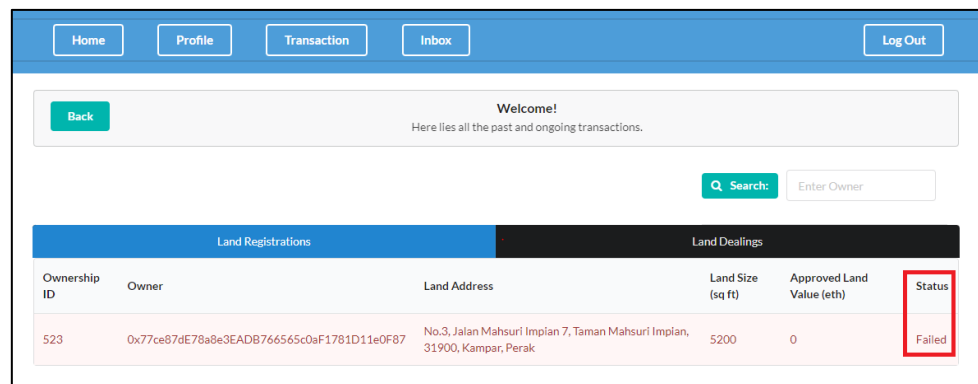 Home Profile Transaction Inbox Log Out
Back
Welcome!
Here lies all the past and ongoing transactions.
Search: Enter Owner
Land Registrations Land Dealings
Ownership ID Owner Land Address Land Size (sq ft) Approved Land Value (eth) Status
523 0x77ce87dE78a8e3EADB766565c0aF1781D11e0F87 No.3, Jalan Mahsuri Impian 7, Taman Mahsuri Impian, 31900, Kampar, Perak 5200 0 Failed